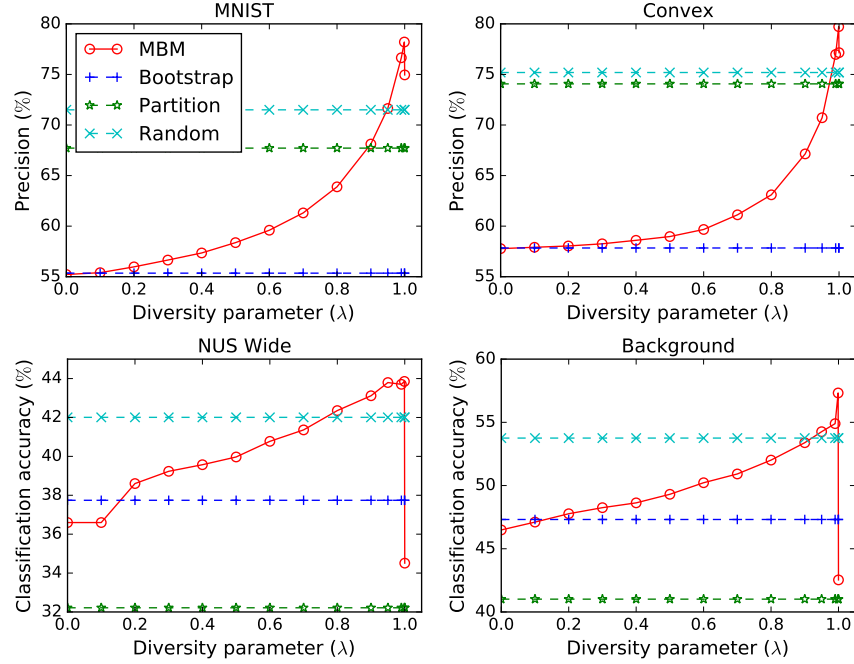 MNIST
80
75
70
65
60
55
Precision (%)
MBM
Bootstrap
Partition
Random
0.0 0.2 0.4 0.6 0.8 1.0
Diversity parameter (λ)
Convex
80
75
70
65
60
55
Precision (%)
0.0 0.2 0.4 0.6 0.8 1.0
Diversity parameter (λ)
NUS Wide
44
42
40
38
36
34
32
Classification accuracy (%)
0.0 0.2 0.4 0.6 0.8 1.0
Diversity parameter (λ)
Background
60
55
50
45
40
Classification accuracy (%)
0.0 0.2 0.4 0.6 0.8 1.0
Diversity parameter (λ)